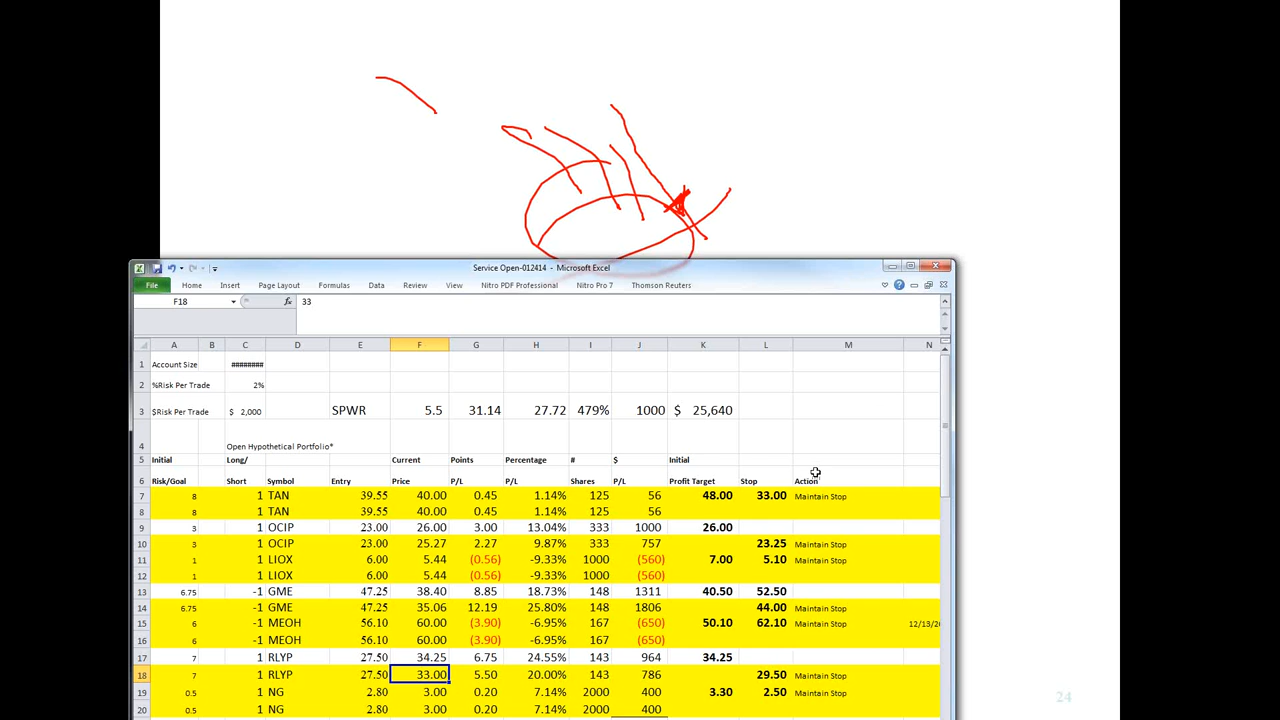 Service Open-012414 - Microsoft Excel
File Home Insert Page Layout Formulas Data Review View Nitro PDF Professional Nitro Pro 7 Thomson Reuters
F18 fx 33
A B C D E F G H I J K L M N
1 Account Size ########
2 %Risk Per Trade 2%
3 $Risk Per Trade $ 2,000 SPWR 5.5 31.14 27.72 479% 1000 $ 25,640
4 Open Hypothetical Portfolio*
5 Initial Long/ Current Points Percentage # $ Initial
6 Risk/Goal Short Symbol Entry Price P/L P/L Shares P/L Profit Target Stop Action
7 8 1 TAN 39.55 40.00 0.45 1.14% 125 56 48.00 33.00 Maintain Stop
8 8 1 TAN 39.55 40.00 0.45 1.14% 125 56
9 3 1 OCIP 23.00 26.00 3.00 13.04% 333 1000 26.00
10 3 1 OCIP 23.00 25.27 2.27 9.87% 333 757 23.25 Maintain Stop
11 1 1 LIOX 6.00 5.44 (0.56) -9.33% 1000 (560) 7.00 5.10 Maintain Stop
12 1 1 LIOX 6.00 5.44 (0.56) -9.33% 1000 (560)
13 6.75 -1 GME 47.25 38.40 8.85 18.73% 148 1311 40.50 52.50
14 6.75 -1 GME 47.25 35.06 12.19 25.80% 148 1806 44.00 Maintain Stop
15 6 -1 MEOH 56.10 60.00 (3.90) -6.95% 167 (650) 50.10 62.10 Maintain Stop
16 6 -1 MEOH 56.10 60.00 (3.90) -6.95% 167 (650)
17 7 1 RLYP 27.50 34.25 6.75 24.55% 143 964 34.25
18 7 1 RLYP 27.50 33.00 5.50 20.00% 143 786 29.50 Maintain Stop
19 0.5 1 NG 2.80 3.00 0.20 7.14% 2000 400 3.30 2.50 Maintain Stop
20 0.5 1 NG 2.80 3.00 0.20 7.14% 2000 400
24